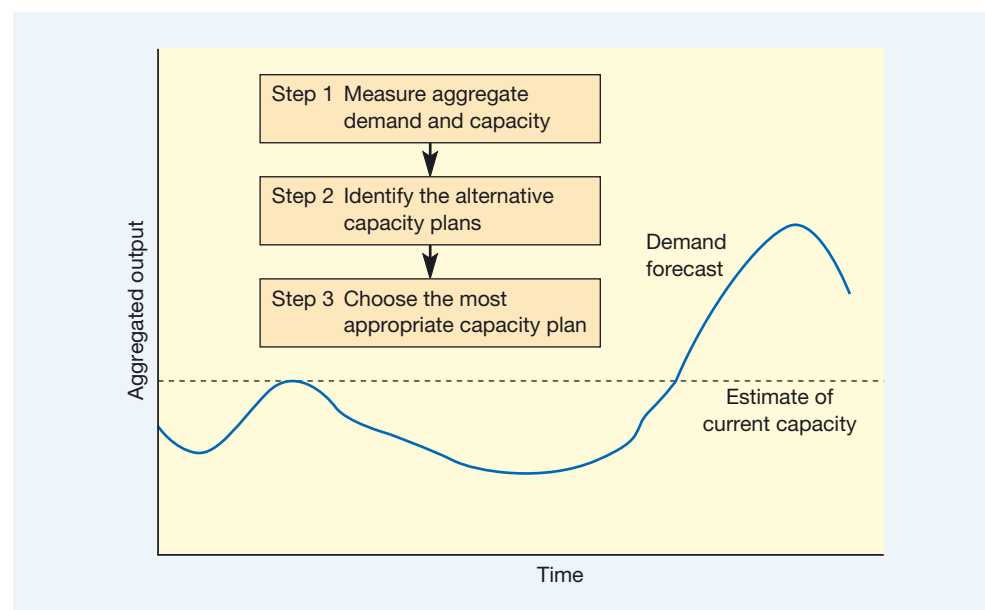 Step 1 Measure aggregate
demand and capacity
Step 2 Identify the alternative
capacity plans
Step 3 Choose the most
appropriate capacity plan
Demand
forecast
Aggregated output
Estimate of
current capacity
Time